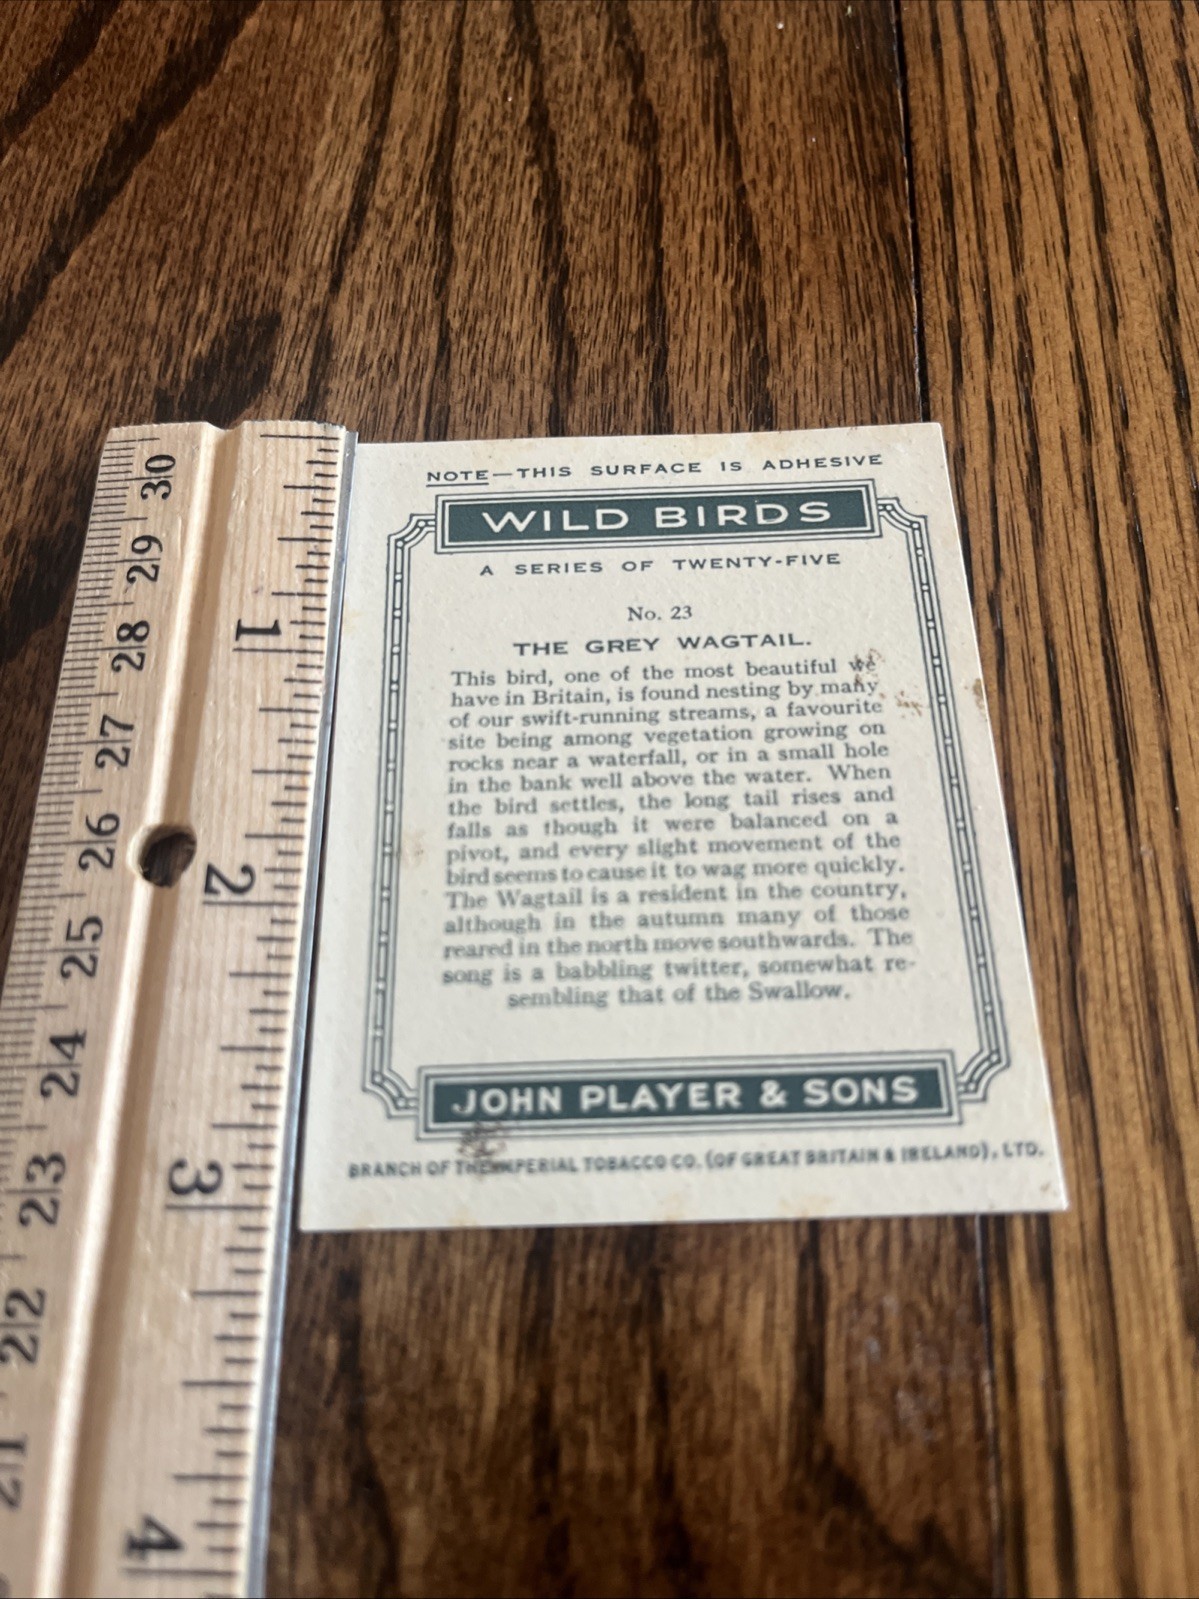 NOTE—THIS SURFACE IS ADHESIVE
WILD BIRDS
A SERIES OF TWENTY-FIVE
No. 23
THE GREY WAGTAIL.
This bird, one of the most beautiful we
have in Britain, is found nesting by many
of our swift-running streams, a favourite
site being among vegetation growing on
rocks near a waterfall, or in a small hole
in the bank well above the water. When
the bird settles, the long tail rises and
falls as though it were balanced on a
pivot, and every slight movement of the
bird seems to cause it to wag more quickly.
The Wagtail is a resident in the country,
although in the autumn many of those
reared in the north move southwards. The
song is a babbling twitter, somewhat re-
sembling that of the Swallow.
JOHN PLAYER & SONS
BRANCH OF THE IMPERIAL TOBACCO CO. (OF GREAT BRITAIN & IRELAND), LTD.
30
29
28
27
26
25
24
23
22
21
1
2
3
4